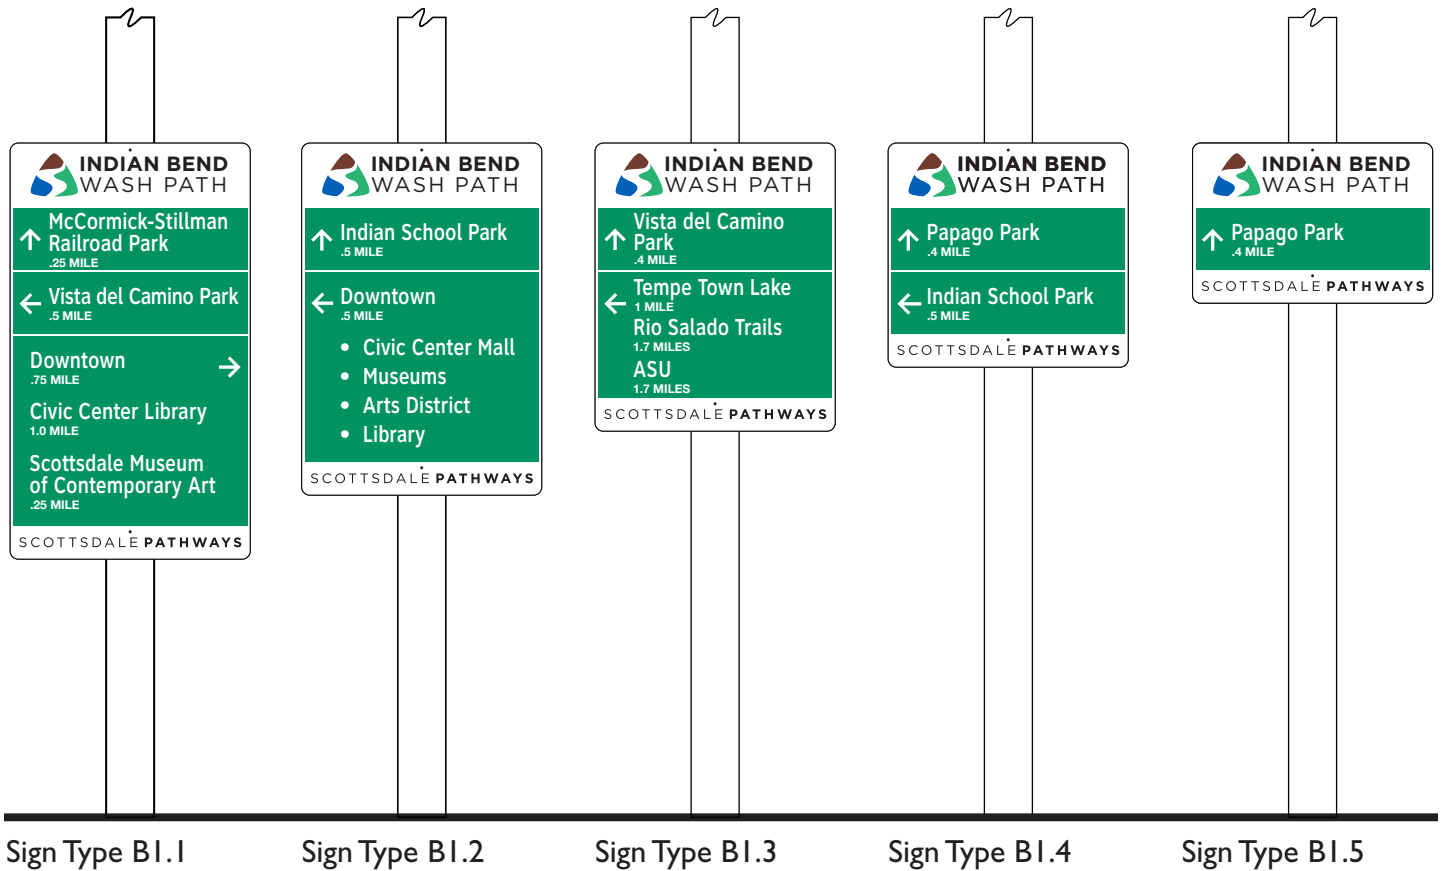 INDIAN BEND
WASH PATH
McCormick-Stillman
Railroad Park
.25 MILE
Vista del Camino Park
.5 MILE
Downtown
.75 MILE
Civic Center Library
1.0 MILE
Scottsdale Museum
of Contemporary Art
.25 MILE
SCOTTSDALE PATHWAYS
INDIAN BEND
WASH PATH
Indian School Park
.5 MILE
Downtown
.5 MILE
• Civic Center Mall
• Museums
• Arts District
• Library
SCOTTSDALE PATHWAYS
INDIAN BEND
WASH PATH
Vista del Camino
Park
.4 MILE
Tempe Town Lake
1 MILE
Rio Salado Trails
1.7 MILES
ASU
1.7 MILES
SCOTTSDALE PATHWAYS
INDIAN BEND
WASH PATH
Papago Park
.4 MILE
Indian School Park
.5 MILE
SCOTTSDALE PATHWAYS
INDIAN BEND
WASH PATH
Papago Park
.4 MILE
SCOTTSDALE PATHWAYS
Sign Type B1.1
Sign Type B1.2
Sign Type B1.3
Sign Type B1.4
Sign Type B1.5